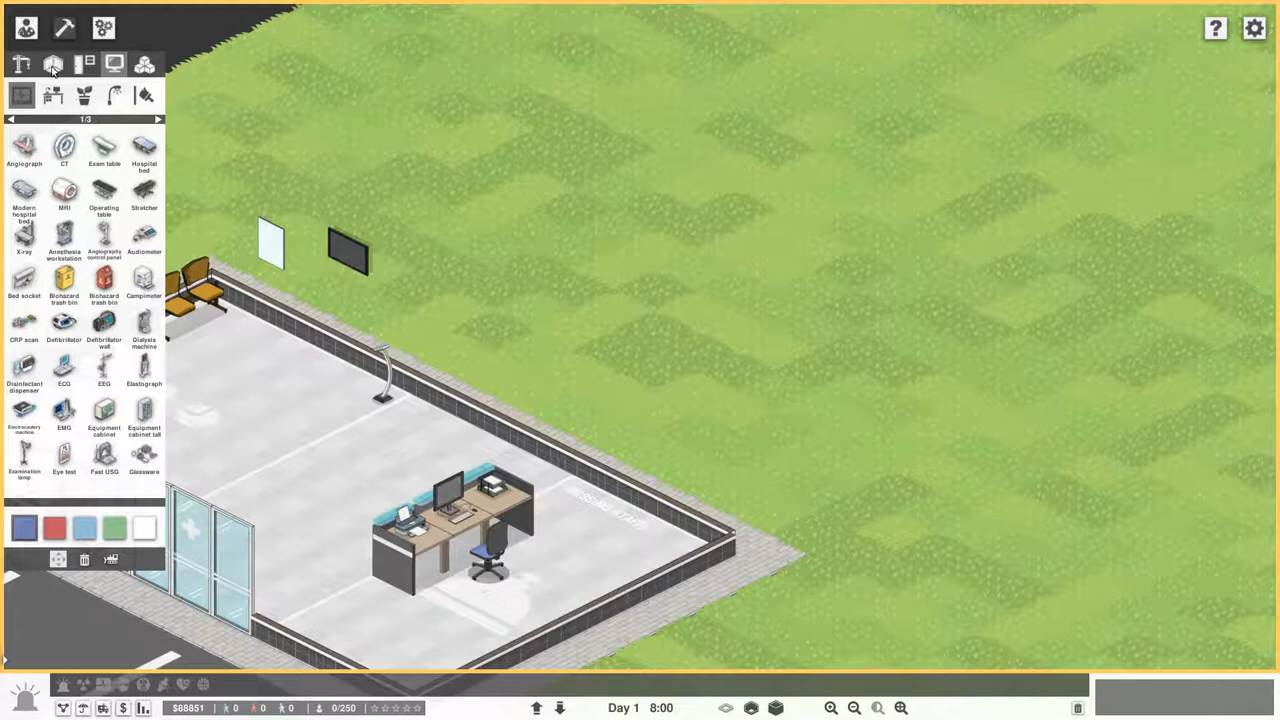 ?
1/3
Angiograph
CT
Exam table
Hospital bed
Modern hospital bed
MRI
Operating table
Stretcher
X-ray
Anesthesia workstation
Angiography control panel
Audiometer
Bed socket
Biohazard trash bin
Biohazard trash bin
Campimeter
CRP scan
Defibrillator
Defibrillator wall
Dialysis machine
Disinfectant dispenser
ECG
EEG
Elastograph
Electrocautery machine
EMG
Equipment cabinet
Equipment cabinet tall
Examination lamp
Eye test
Fast USG
Glassware
$88851 0 0 0 0/250
Day 1 8:00